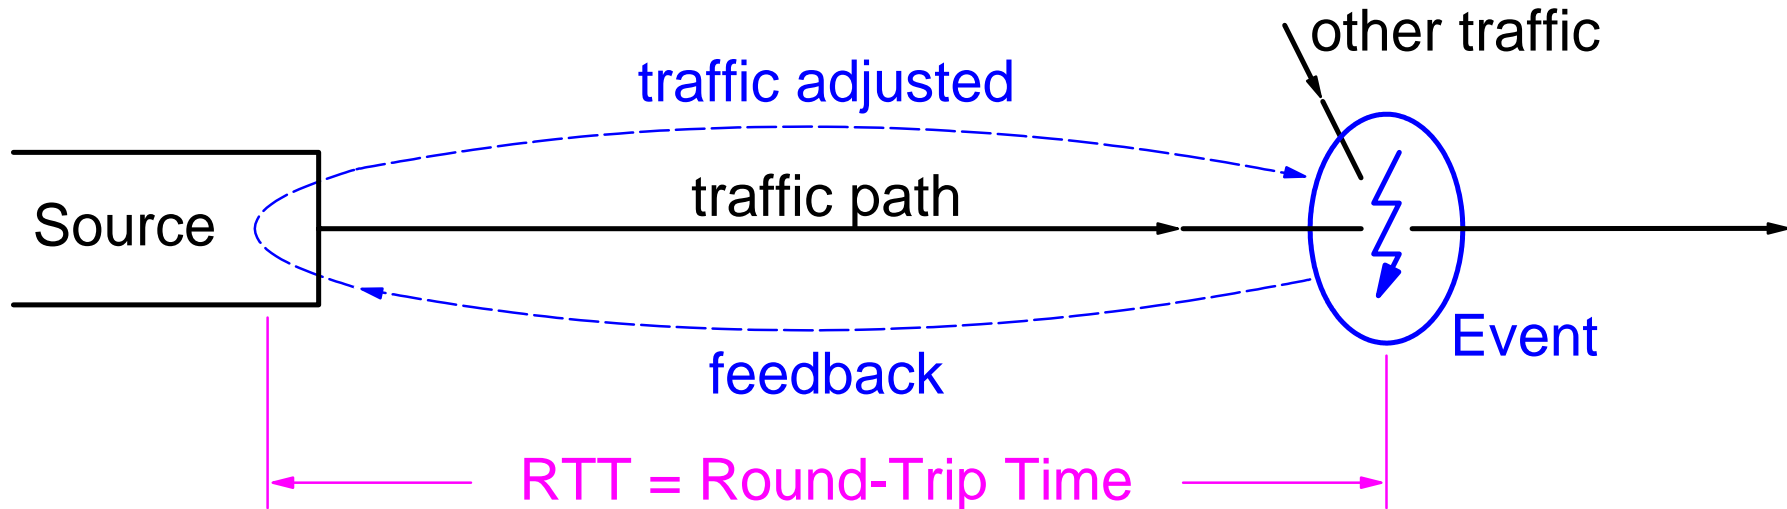 other traffic
traffic adjusted
traffic path
Source
Event
feedback
RTT = Round-Trip Time